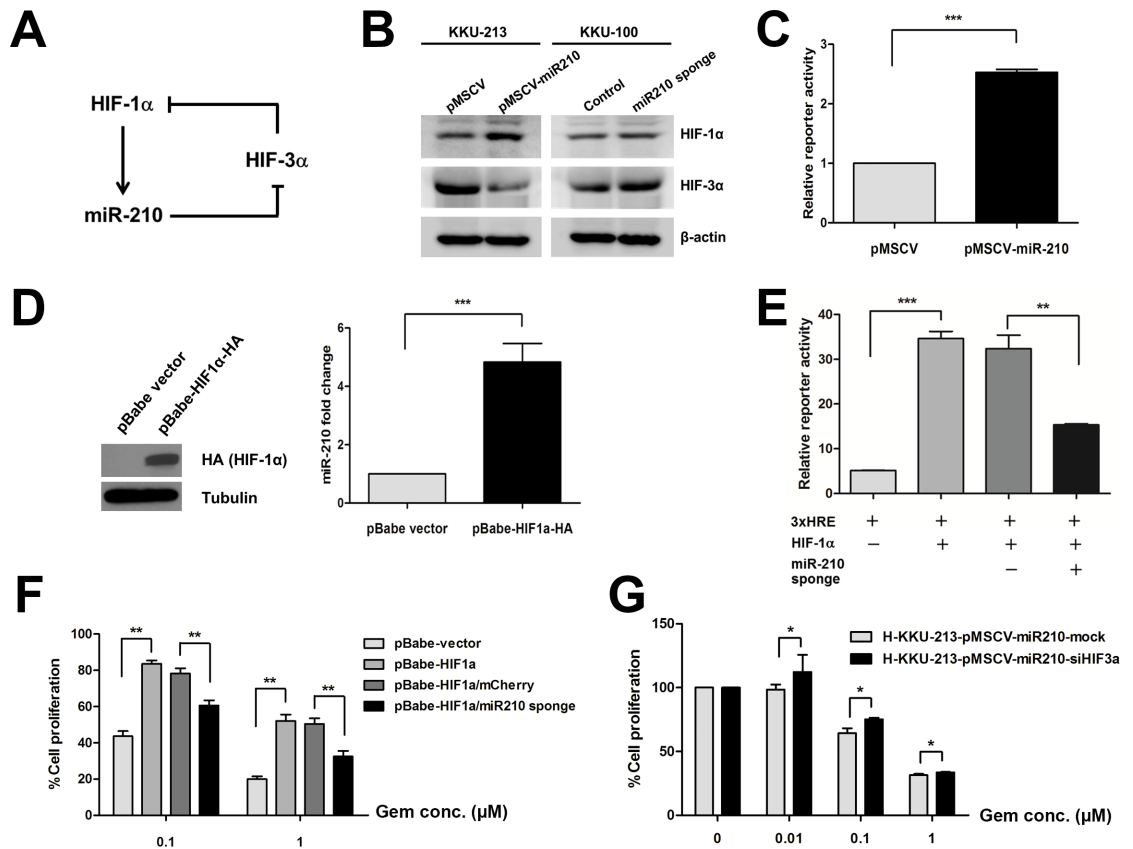 A
HIF-1α
HIF-3α
miR-210
B
KKU-213
KKU-100
pMSCV
pMSCV-miR210
Control
miR210 sponge
HIF-1α
HIF-3α
β-actin
C
***
Relative reporter activity
3
2
1
0
pMSCV
pMSCV-miR-210
D
pBabe vector
pBabe-HIF1α-HA
HA (HIF-1α)
Tubulin
***
miR-210 fold change
6
4
2
0
pBabe vector
pBabe-HIF1a-HA
E
***
**
Relative reporter activity
40
30
20
10
0
3xHRE + + + +
HIF-1α – + + +
miR-210 sponge – +
F
%Cell proliferation
100
80
60
40
20
0
** ** ** **
pBabe-vector
pBabe-HIF1a
pBabe-HIF1a/mCherry
pBabe-HIF1a/miR210 sponge
0.1 1
Gem conc. (μM)
G
%Cell proliferation
150
100
50
0
* * *
H-KKU-213-pMSCV-miR210-mock
H-KKU-213-pMSCV-miR210-siHIF3a
0 0.01 0.1 1
Gem conc. (μM)